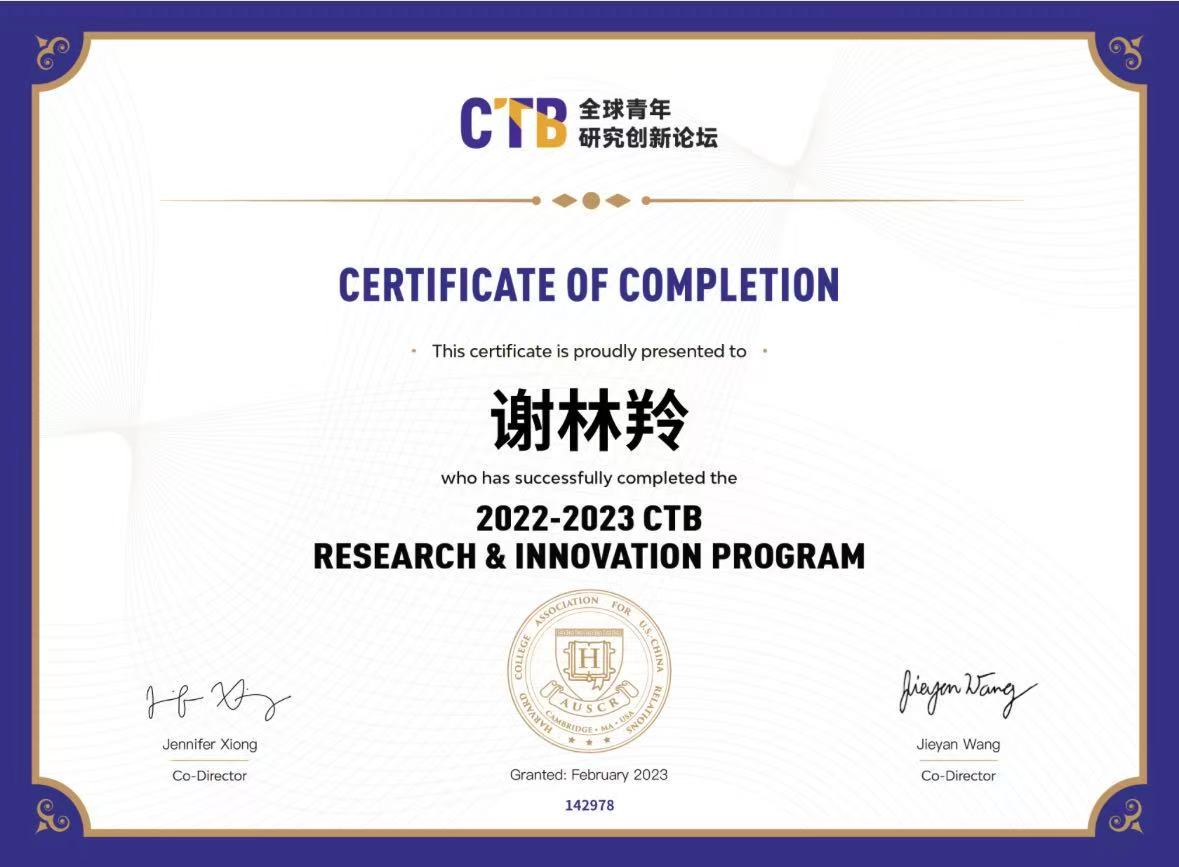 CTB 全球青年
研究创新论坛
CERTIFICATE OF COMPLETION
This certificate is proudly presented to
谢林羚
who has successfully completed the
2022-2023 CTB
RESEARCH & INNOVATION PROGRAM
HARVARD COLLEGE ASSOCIATION FOR U.S.-CHINA RELATIONS
H
AUSCR
CAMBRIDGE • MA • USA
Jieyan Wang
Jennifer Xiong
Co-Director
Granted: February 2023
142978
Jieyan Wang
Co-Director